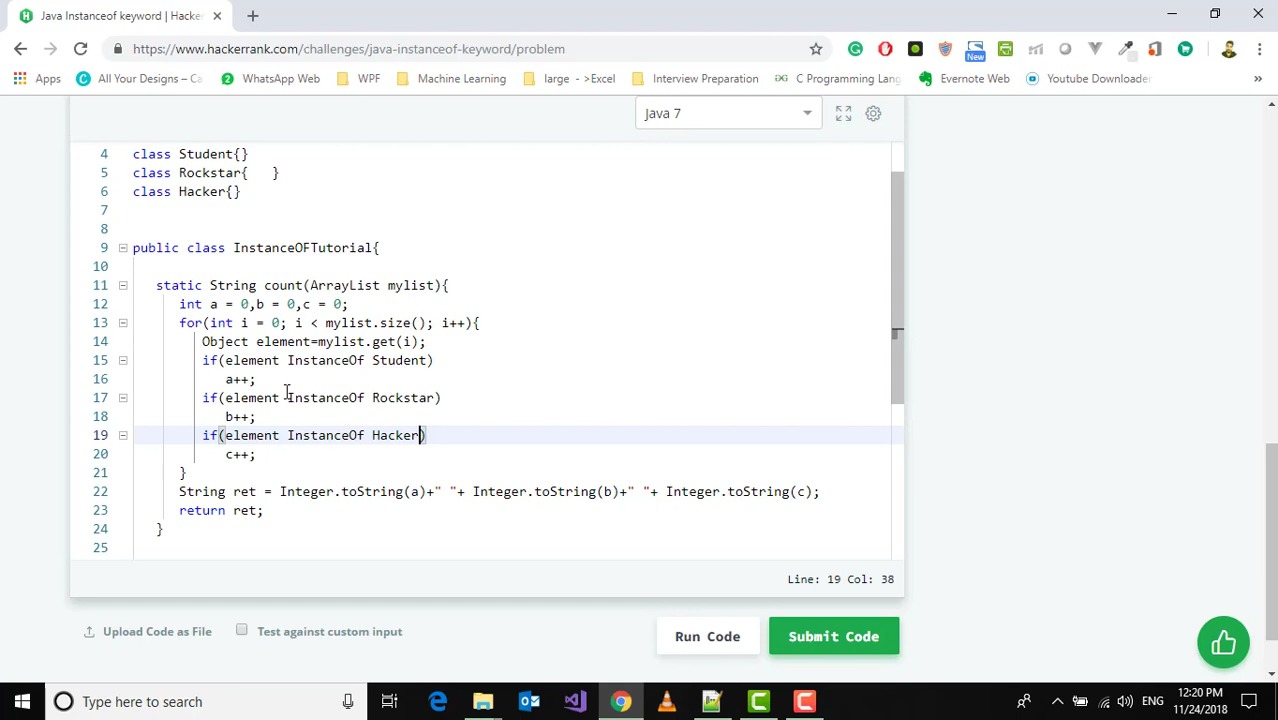 Java Instanceof keyword | Hacker
https://www.hackerrank.com/challenges/java-instanceof-keyword/problem
New
Apps
All Your Designs – Ca
2 WhatsApp Web
WPF
Machine Learning
large ->Excel
Interview Preparation
C Programming Lang
Evernote Web
Youtube Downloader
»
Java 7
4 class Student{}
5 class Rockstar{   }
6 class Hacker{}
7
8
9 public class InstanceOFTutorial{
10
11 static String count(ArrayList mylist){
12 int a = 0,b = 0,c = 0;
13 for(int i = 0; i < mylist.size(); i++){
14 Object element=mylist.get(i);
15 if(element InstanceOf Student)
16 a++;
17 if(element InstanceOf Rockstar)
18 b++;
19 if(element InstanceOf Hacker)
20 c++;
21 }
22 String ret = Integer.toString(a)+" "+ Integer.toString(b)+" "+ Integer.toString(c);
23 return ret;
24 }
25
Line: 19 Col: 38
Upload Code as File
Test against custom input
Run Code
Submit Code
Type here to search
ENG
12:20 PM
11/24/2018